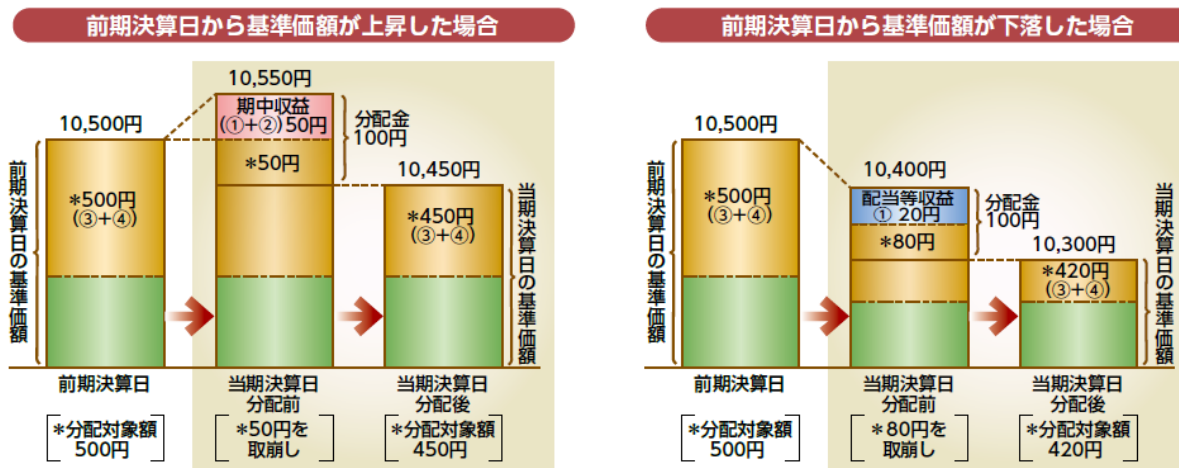 前期決算日から基準価額が上昇した場合
10,550円
期中収益
(①+②)50円
分配金
100円
10,500円
*50円
10,450円
*500円
(③+④)
*450円
(③+④)
前期決算日の基準価額
当期決算日の基準価額
前期決算日
当期決算日
分配前
当期決算日
分配後
*分配対象額
500円
*50円を
取崩し
*分配対象額
450円
前期決算日から基準価額が下落した場合
10,500円
10,400円
*500円
(③+④)
配当等収益
① 20円
分配金
100円
*80円
10,300円
*420円
(③+④)
前期決算日の基準価額
当期決算日の基準価額
前期決算日
当期決算日
分配前
当期決算日
分配後
*分配対象額
500円
*80円を
取崩し
*分配対象額
420円